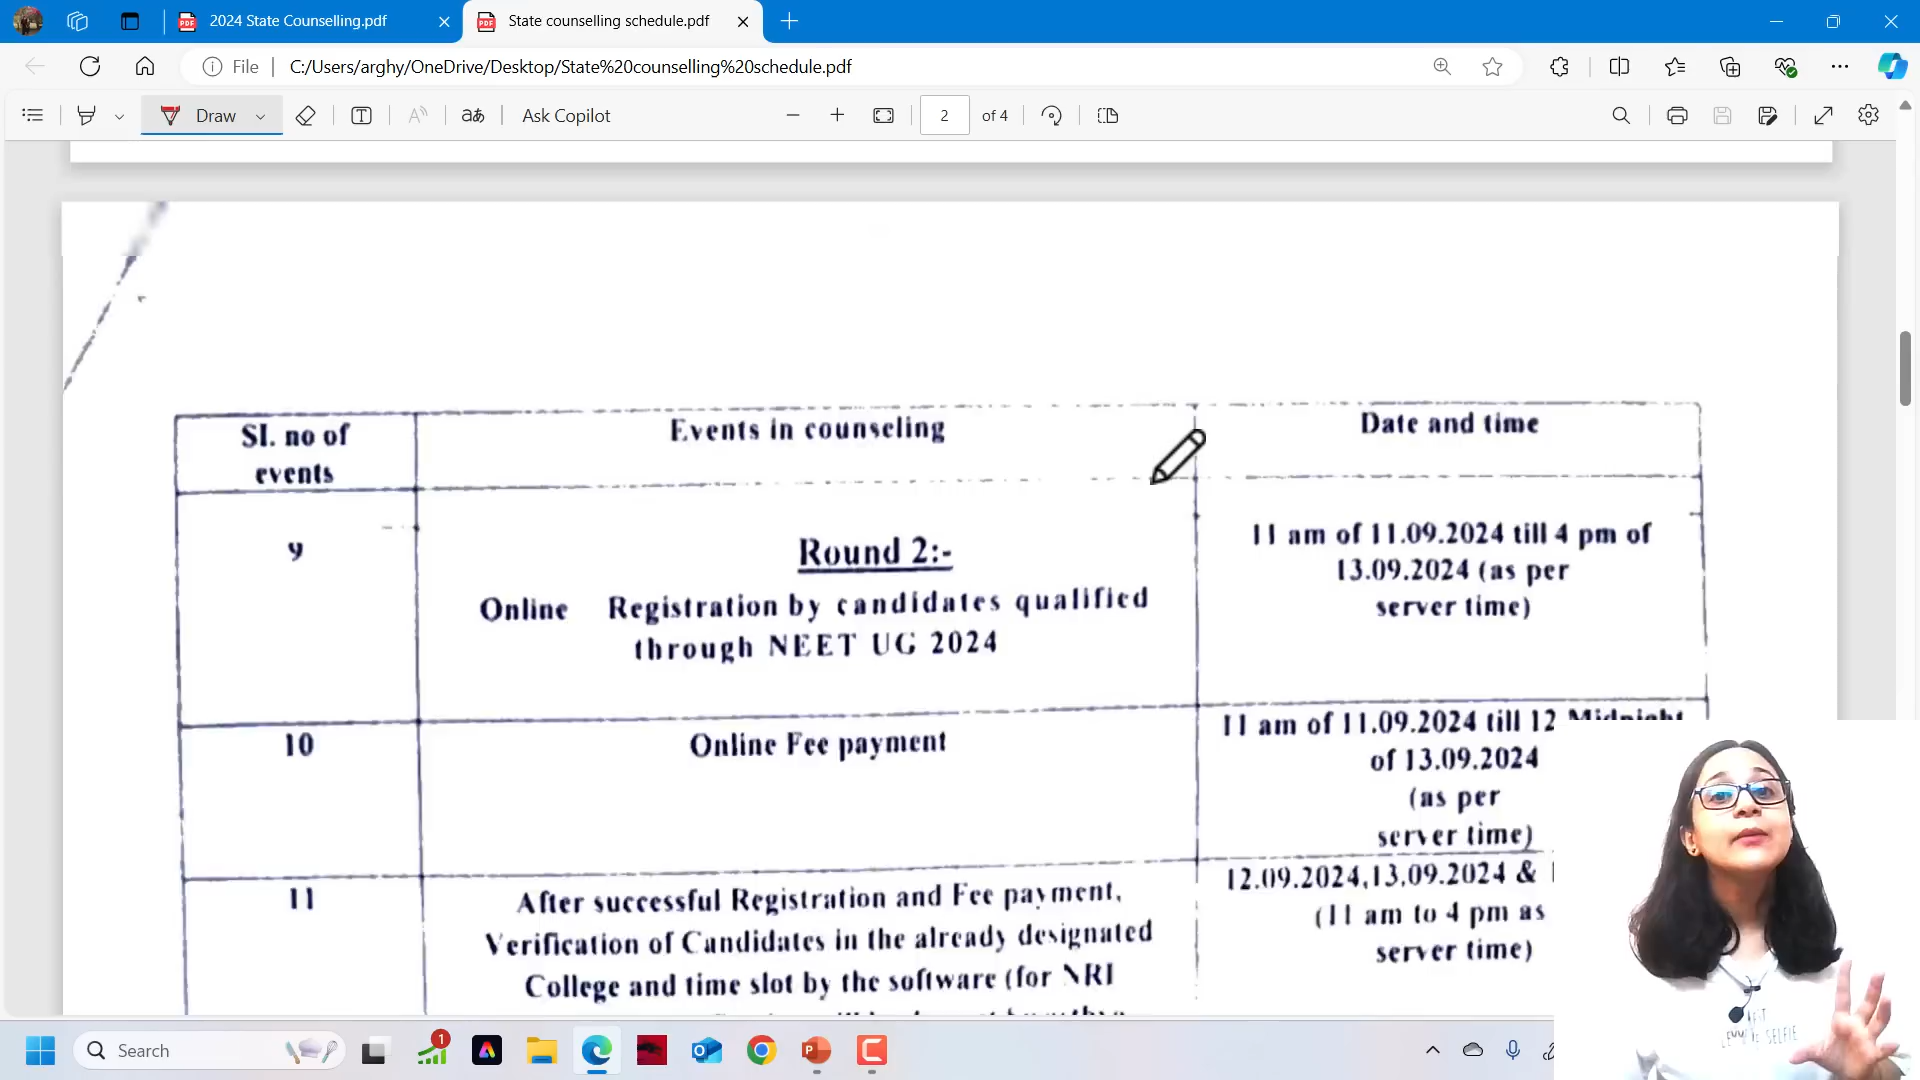 2024 State Counselling.pdf
State counselling schedule.pdf
File
C:/Users/arghy/OneDrive/Desktop/State%20counselling%20schedule.pdf
Draw
Ask Copilot
2 of 4
SI. no of
events
Events in counseling
Date and time
9
Round 2:-
Online Registration by candidates qualified
through NEET UG 2024
11 am of 11.09.2024 till 4 pm of
13.09.2024 (as per
server time)
10
Online Fee payment
11 am of 11.09.2024 till 12 Midnight
of 13.09.2024
(as per
server time)
11
After successful Registration and Fee payment,
Verification of Candidates in the already designated
College and time slot by the software (for NRI
12.09.2024,13.09.2024 &
(11 am to 4 pm as
server time)
Search
1